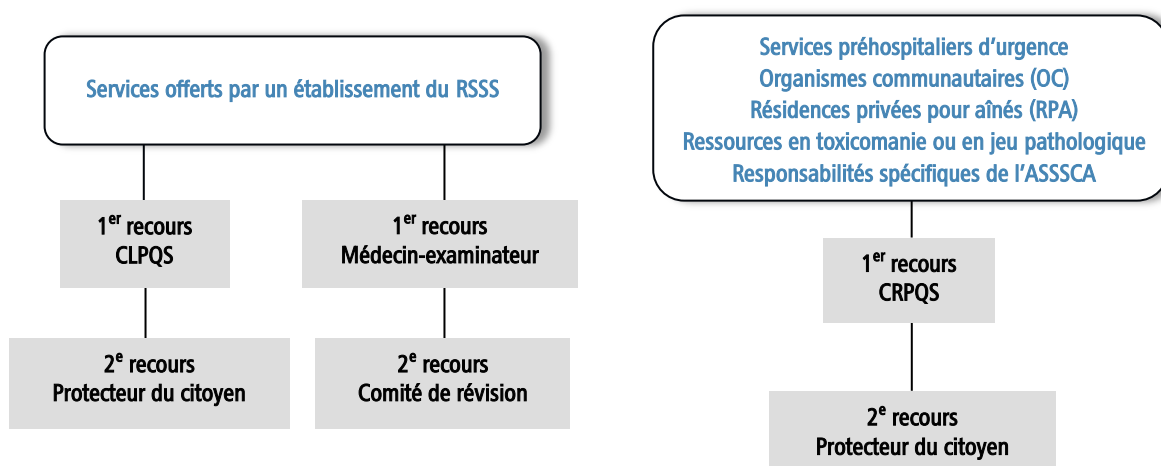 Services offerts par un établissement du RSSS
1er recours
CLPQS
2e recours
Protecteur du citoyen
1er recours
Médecin-examinateur
2e recours
Comité de révision
Services préhospitaliers d'urgence
Organismes communautaires (OC)
Résidences privées pour aînés (RPA)
Ressources en toxicomanie ou en jeu pathologique
Responsabilités spécifiques de l'ASSSCA
1er recours
CRPQS
2e recours
Protecteur du citoyen